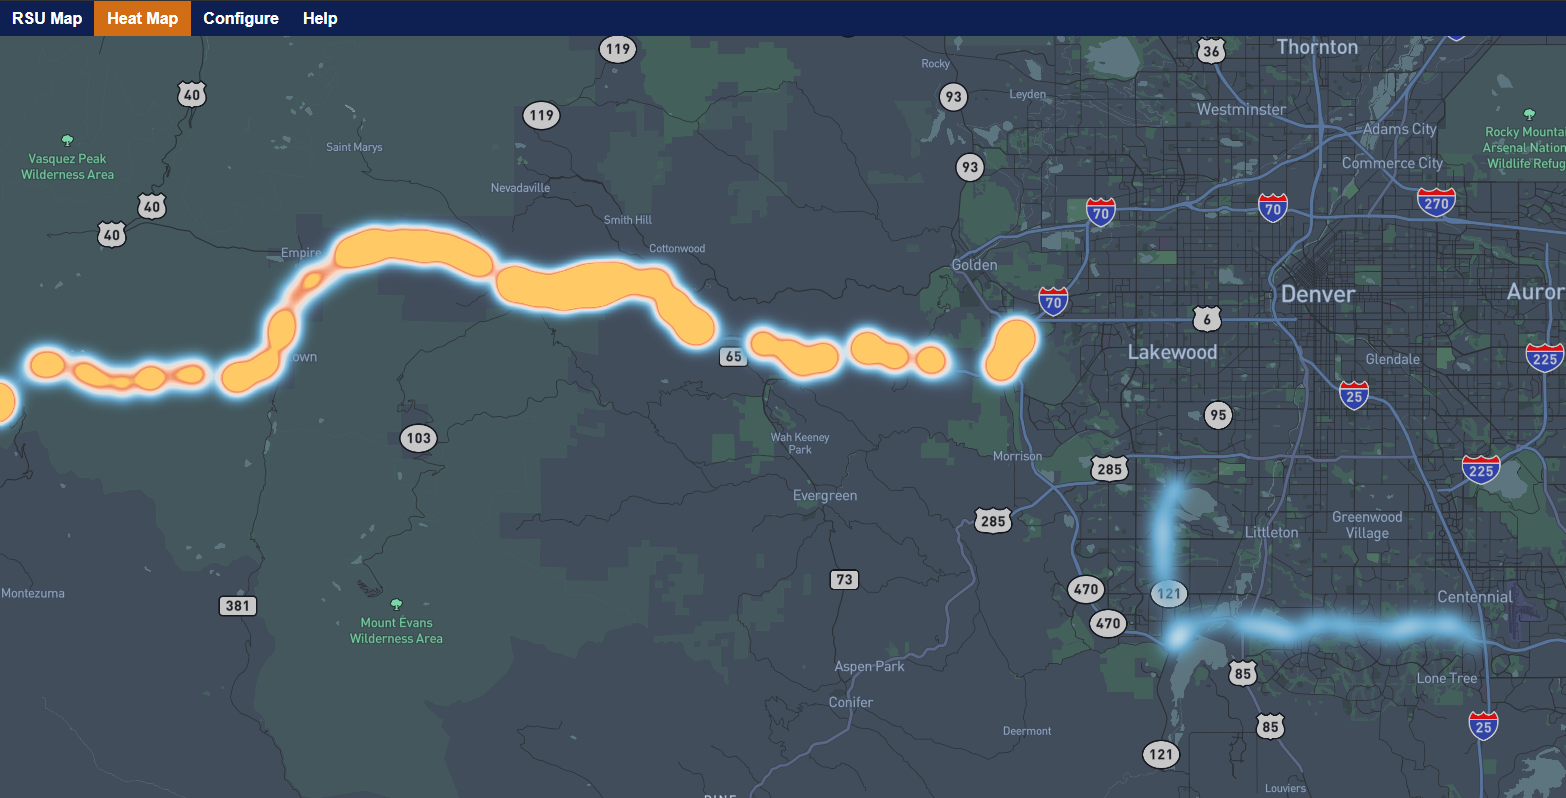 RSU Map Heat Map Configure Help
119
36
Thornton
Rocky
40
93
Leyden
119
Westminster
Adams City
Rocky Mountai
Arsenal Nation
Wildlife Refug
Saint Marys
Vasquez Peak
Wilderness Area
93
Commerce City
Nevadaville
40
70
70
270
Smith Hill
40
Empire
Cottonwood
Golden
Denver
Auror
70
6
65
own
Lakewood
Glendale
225
25
95
103
Wah Keeney
Park
Morrison
285
225
Evergreen
285
Greenwood
Village
Littleton
73
470
121
Montezuma
Centennial
381
Mount Evans
Wilderness Area
470
Aspen Park
85
Lone Tree
Conifer
Deermont
85
25
121
Louviers